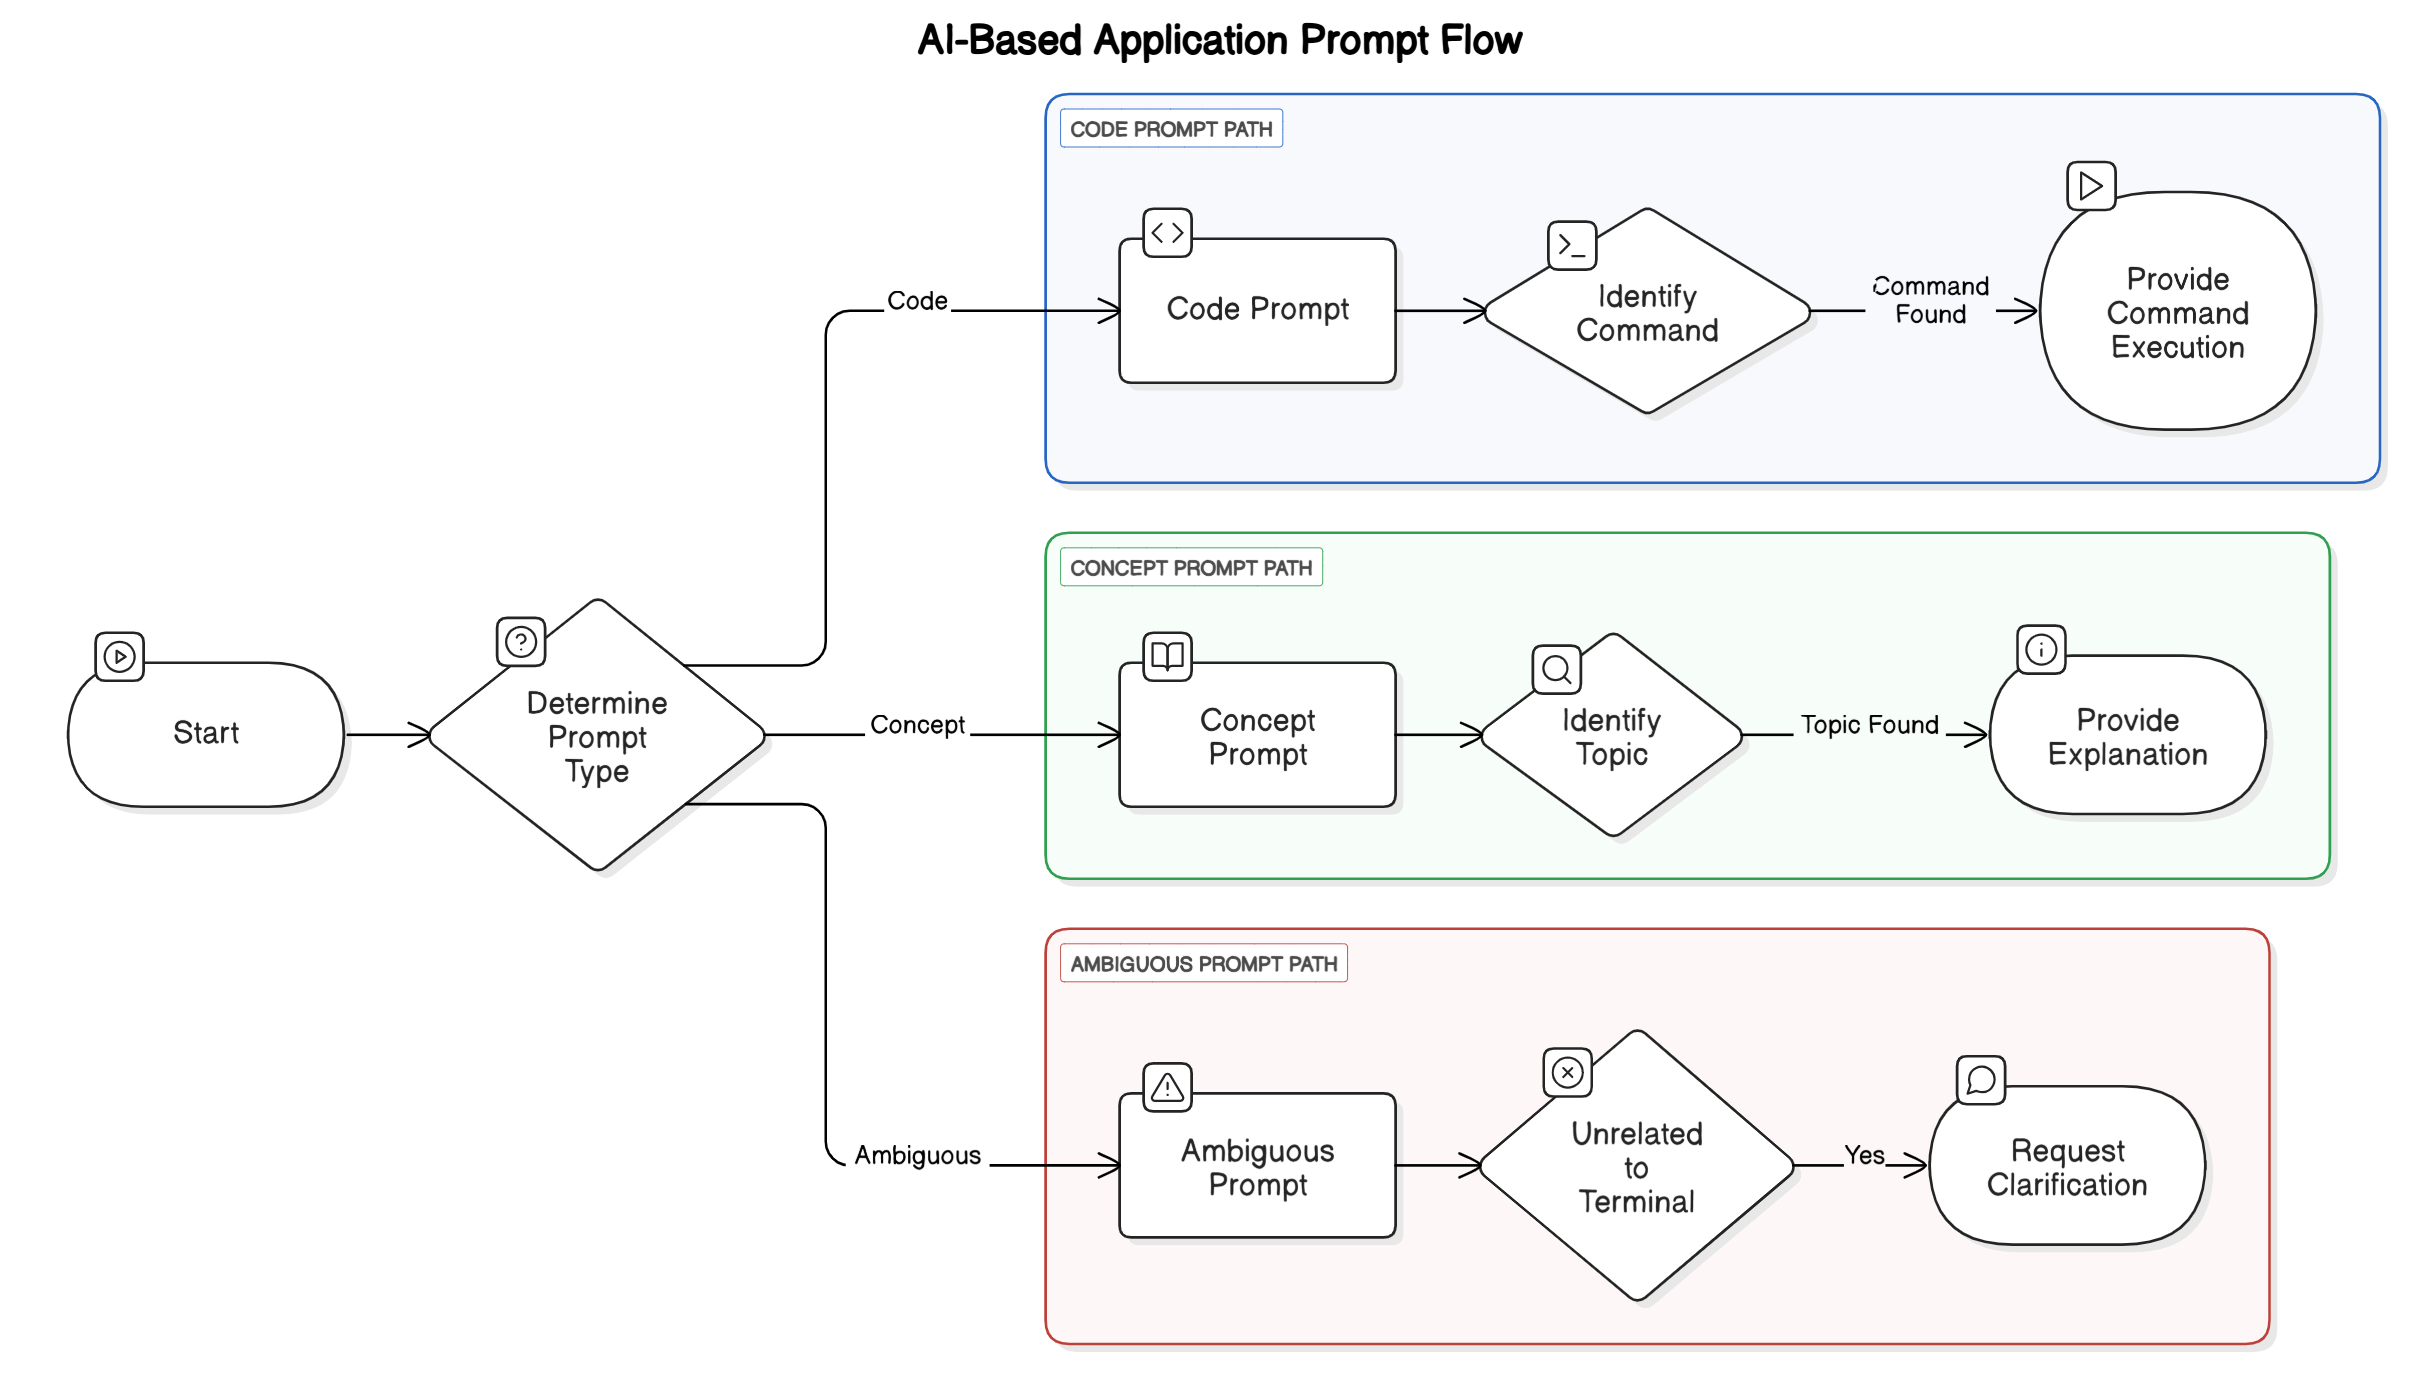 AI-Based Application Prompt Flow
CODE PROMPT PATH
Code
Code Prompt
Identify
Command
Command
Found
Provide
Command
Execution
CONCEPT PROMPT PATH
Start
Determine
Prompt
Type
Concept
Concept
Prompt
Identify
Topic
Topic Found
Provide
Explanation
AMBIGUOUS PROMPT PATH
Ambiguous
Ambiguous
Prompt
Unrelated
to
Terminal
Yes
Request
Clarification